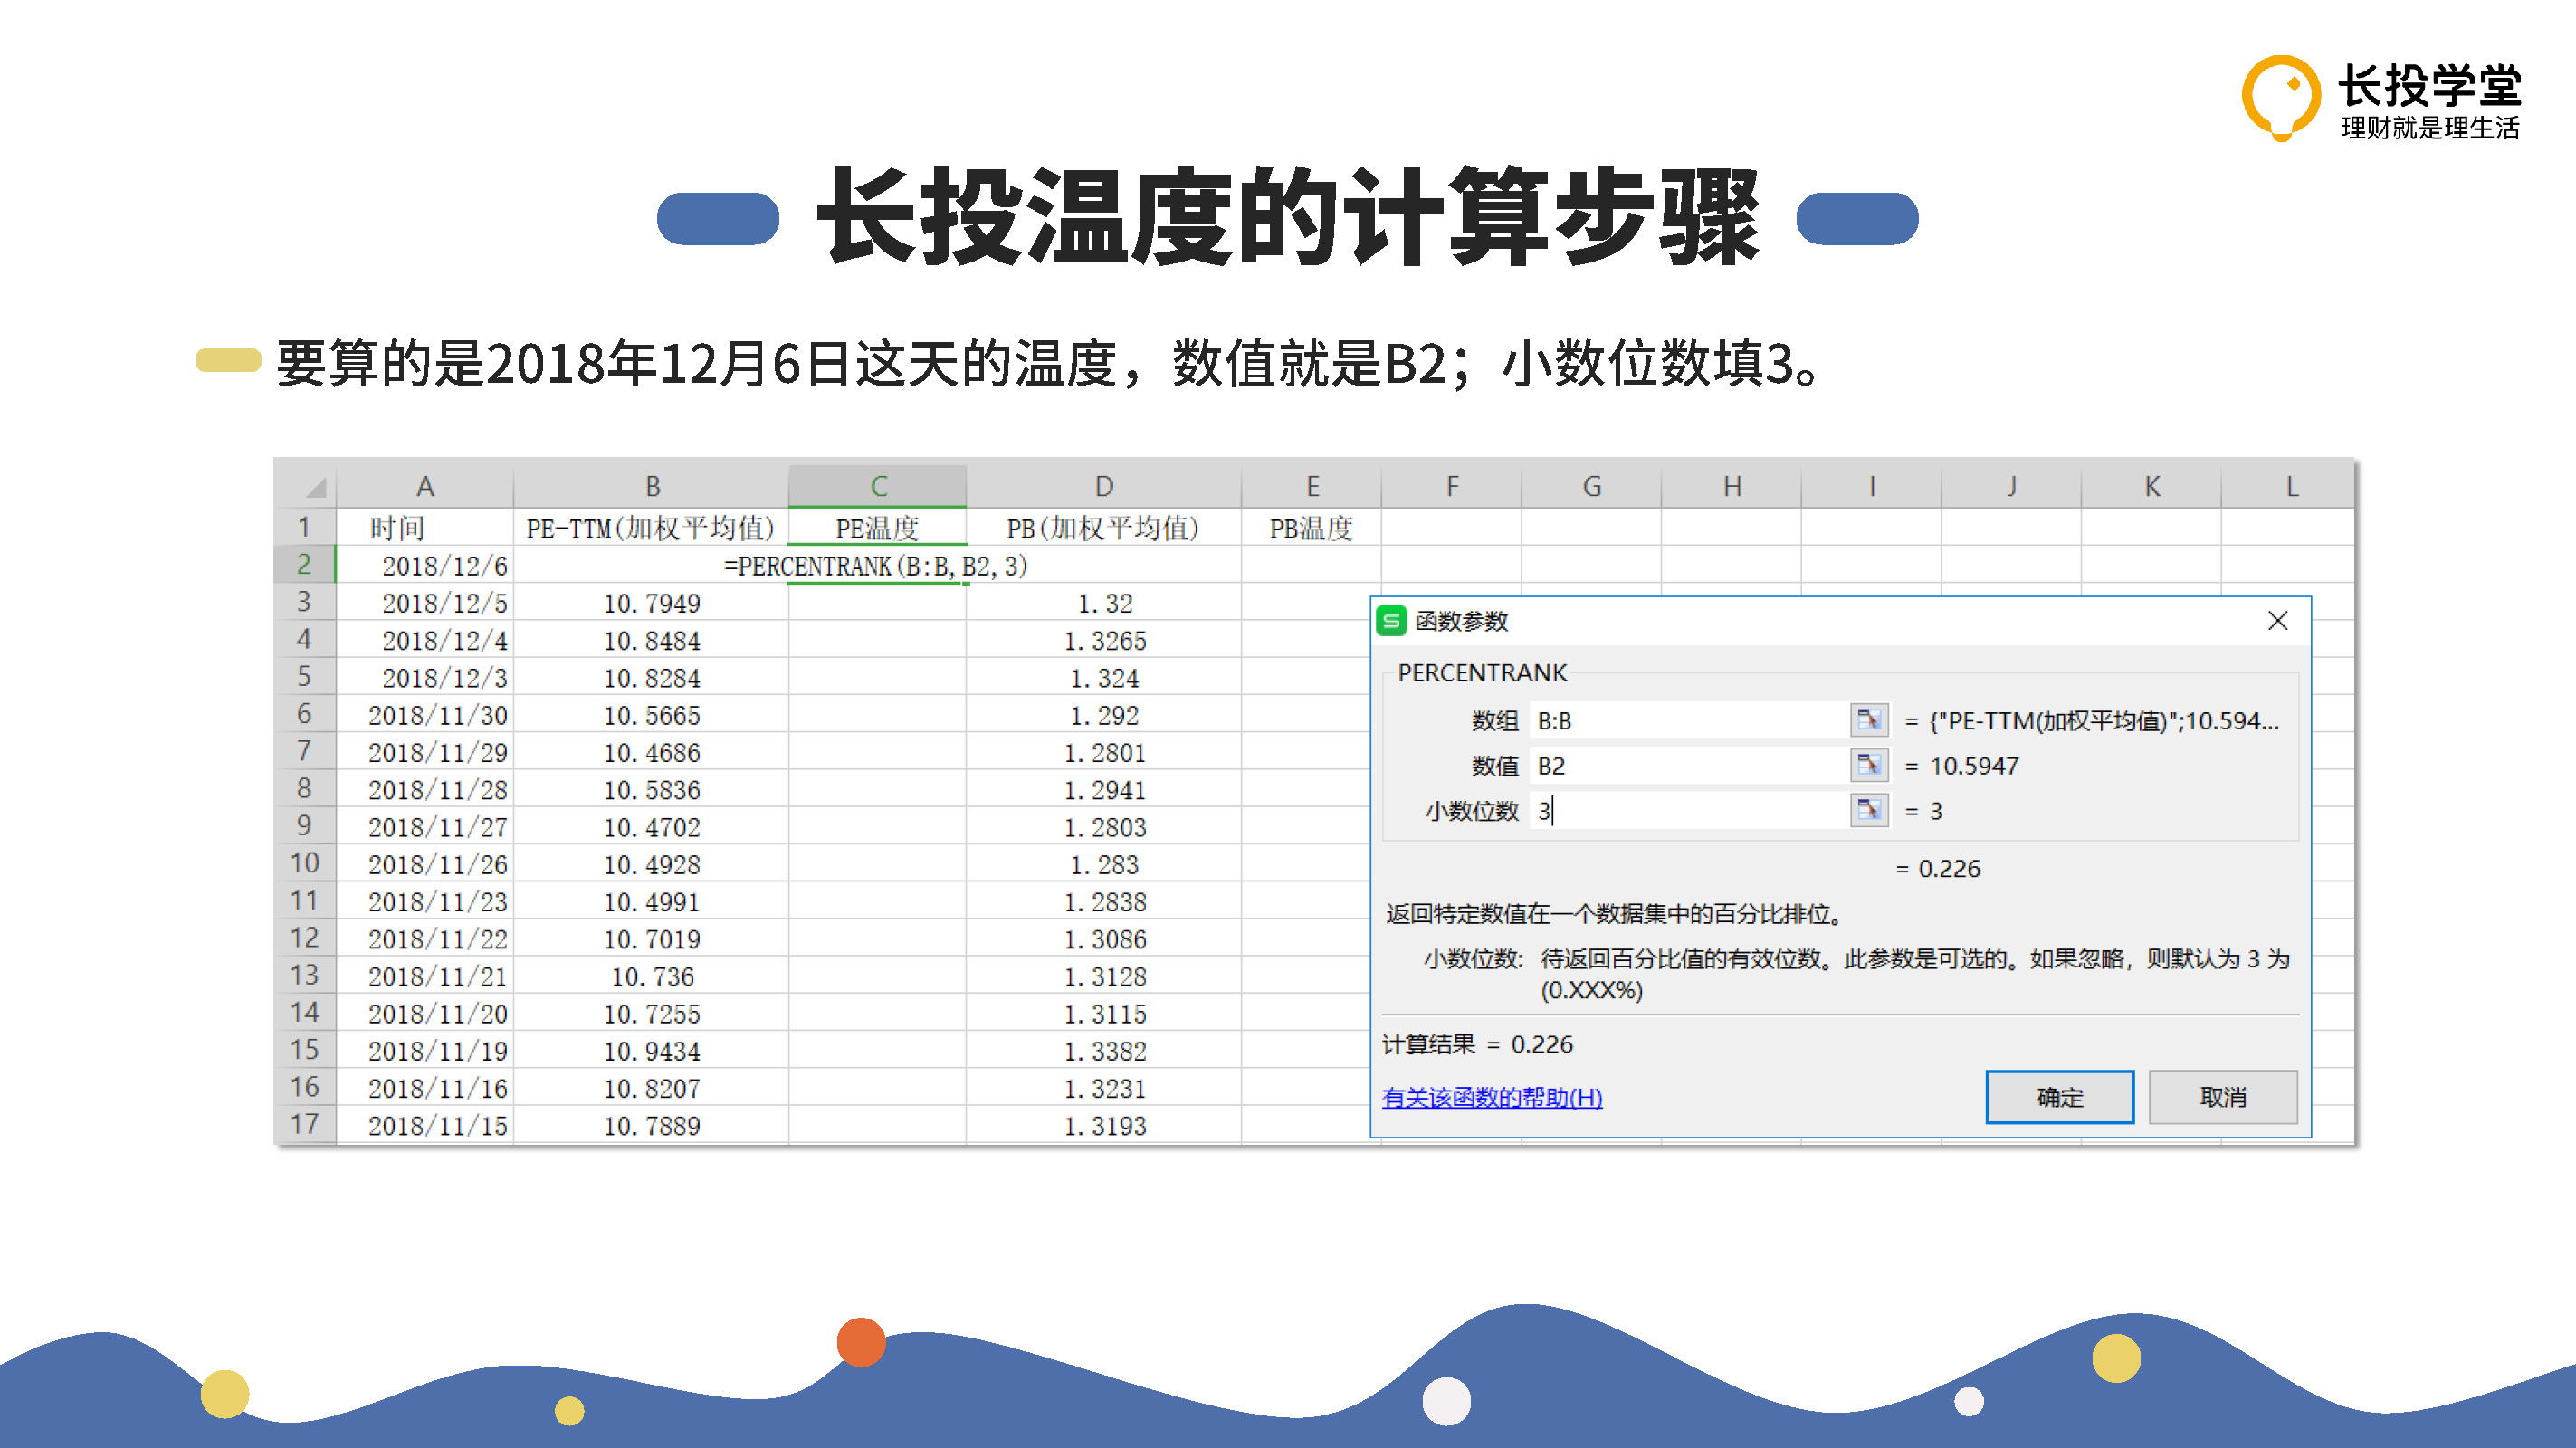 长投学堂
理财就是理生活
长投温度的计算步骤
要算的是2018年12月6日这天的温度，数值就是B2；小数位数填3。
A B C D E F G H I J K L
1 时间 PE-TTM(加权平均值) PE温度 PB(加权平均值) PB温度
2 2018/12/6 =PERCENTRANK(B:B,B2,3)
3 2018/12/5 10.7949 1.32
4 2018/12/4 10.8484 1.3265
5 2018/12/3 10.8284 1.324
6 2018/11/30 10.5665 1.292
7 2018/11/29 10.4686 1.2801
8 2018/11/28 10.5836 1.2941
9 2018/11/27 10.4702 1.2803
10 2018/11/26 10.4928 1.283
11 2018/11/23 10.4991 1.2838
12 2018/11/22 10.7019 1.3086
13 2018/11/21 10.736 1.3128
14 2018/11/20 10.7255 1.3115
15 2018/11/19 10.9434 1.3382
16 2018/11/16 10.8207 1.3231
17 2018/11/15 10.7889 1.3193
函数参数
PERCENTRANK
数组 B:B = {"PE-TTM(加权平均值)";10.594...
数值 B2 = 10.5947
小数位数 3 = 3
= 0.226
返回特定数值在一个数据集中的百分比排位。
小数位数: 待返回百分比值的有效位数。此参数是可选的。如果忽略，则默认为 3 为
(0.XXX%)
计算结果 = 0.226
有关该函数的帮助(H) 确定 取消